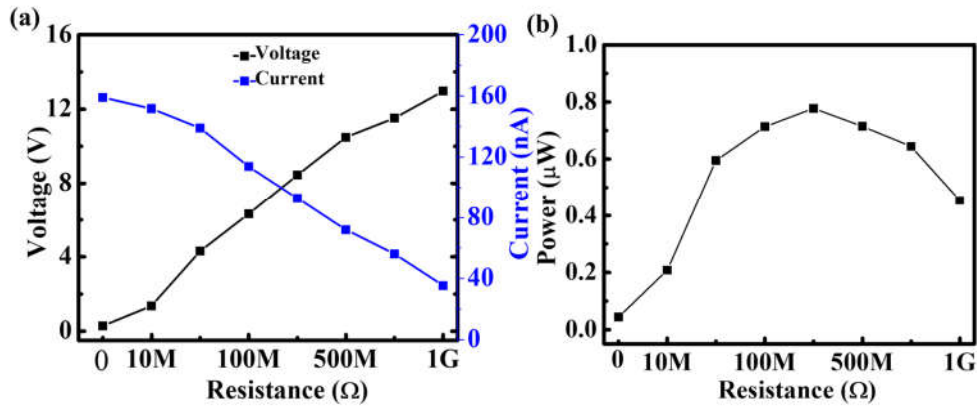 (a)
16
12
8
4
0
Voltage (V)
Voltage
Current
200
160
120
80
40
0
Current (nA)
0 10M 100M 500M 1G
Resistance (Ω)
(b)
1.0
0.8
0.6
0.4
0.2
0.0
Power (μW)
0 10M 100M 500M 1G
Resistance (Ω)